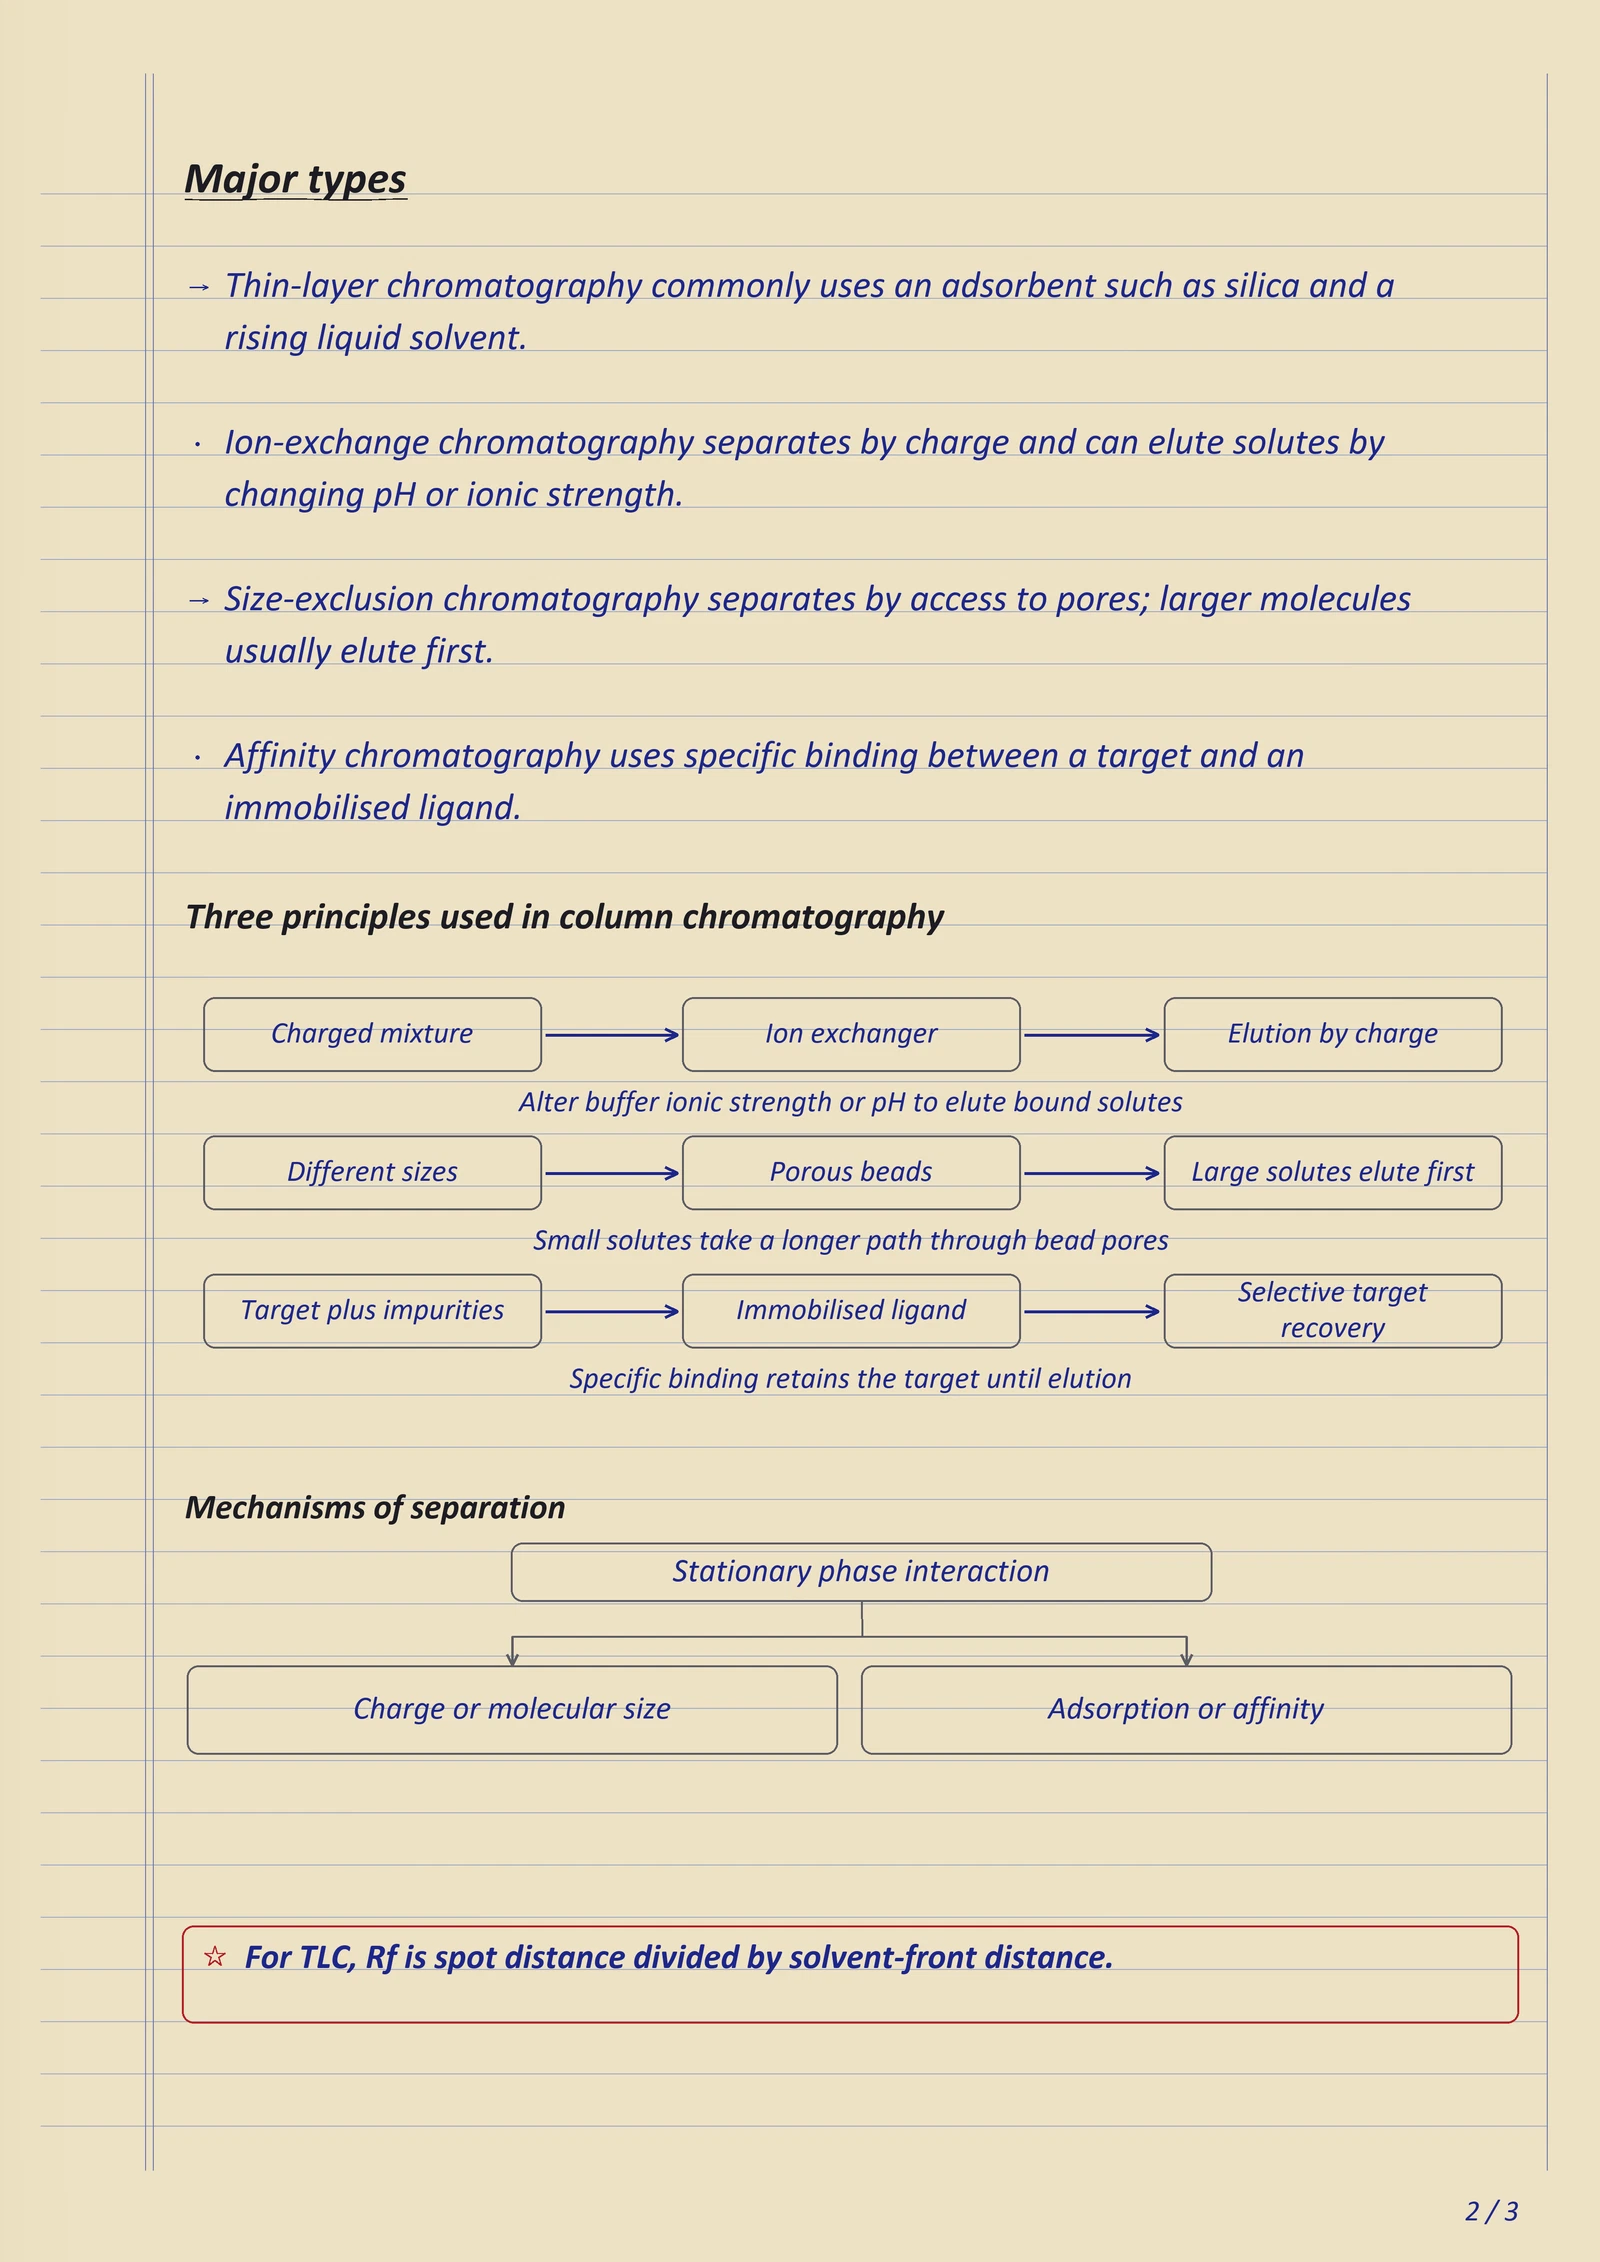 Major types
→ Thin-layer chromatography commonly uses an adsorbent such as silica and a
rising liquid solvent.
· Ion-exchange chromatography separates by charge and can elute solutes by
changing pH or ionic strength.
→ Size-exclusion chromatography separates by access to pores; larger molecules
usually elute first.
· Affinity chromatography uses specific binding between a target and an
immobilised ligand.
Three principles used in column chromatography
Charged mixture → Ion exchanger → Elution by charge
Alter buffer ionic strength or pH to elute bound solutes
Different sizes → Porous beads → Large solutes elute first
Small solutes take a longer path through bead pores
Target plus impurities → Immobilised ligand → Selective target
recovery
Specific binding retains the target until elution
Mechanisms of separation
Stationary phase interaction
Charge or molecular size
Adsorption or affinity
☆ For TLC, Rf is spot distance divided by solvent-front distance.
2 / 3